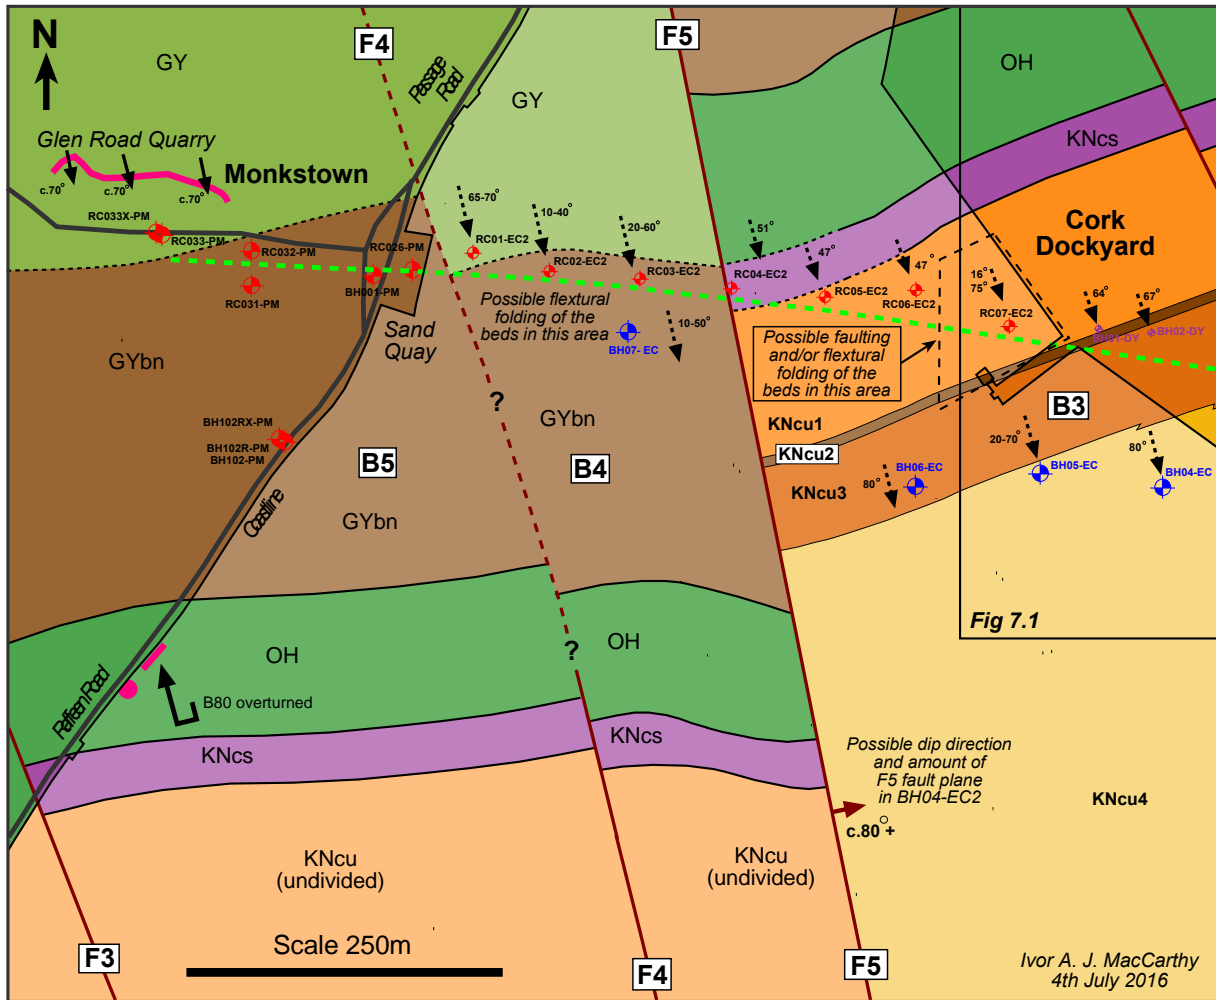 N
GY
F4
Passage
Road
F5
OH
GY
KNcs
Glen Road Quarry
c.70°
c.70°
c.70°
Monkstown
65-70°
10-40°
20-60°
51°
47°
47°
16°
75°
64°
67°
Cork
Dockyard
RC033X-PM
RC033-PM
RC032-PM
RC031-PM
RC026-PM
BH001-PM
RC01-EC2
RC02-EC2
RC03-EC2
RC04-EC2
RC05-EC2
RC06-EC2
RC07-EC2
BH01-DY
BH02-DY
Sand
Quay
Possible flextural
folding of the
beds in this area
BH07- EC
10-50°
Possible faulting
and/or flextural
folding of the
beds in this area
GYbn
?
GYbn
KNcu1
KNcu2
KNcu3
B3
20-70°
80°
80°
BH06-EC
BH05-EC
BH04-EC
BH102RX-PM
BH102R-PM
BH102-PM
B5
B4
Coastline
GYbn
Fig 7.1
OH
OH
?
Raffeen Road
B80 overturned
KNcs
KNcs
Possible dip direction
and amount of
F5 fault plane
in BH04-EC2
c.80° +
KNcu4
KNcu
(undivided)
KNcu
(undivided)
F3
Scale 250m
F4
F5
Ivor A. J. MacCarthy
4th July 2016